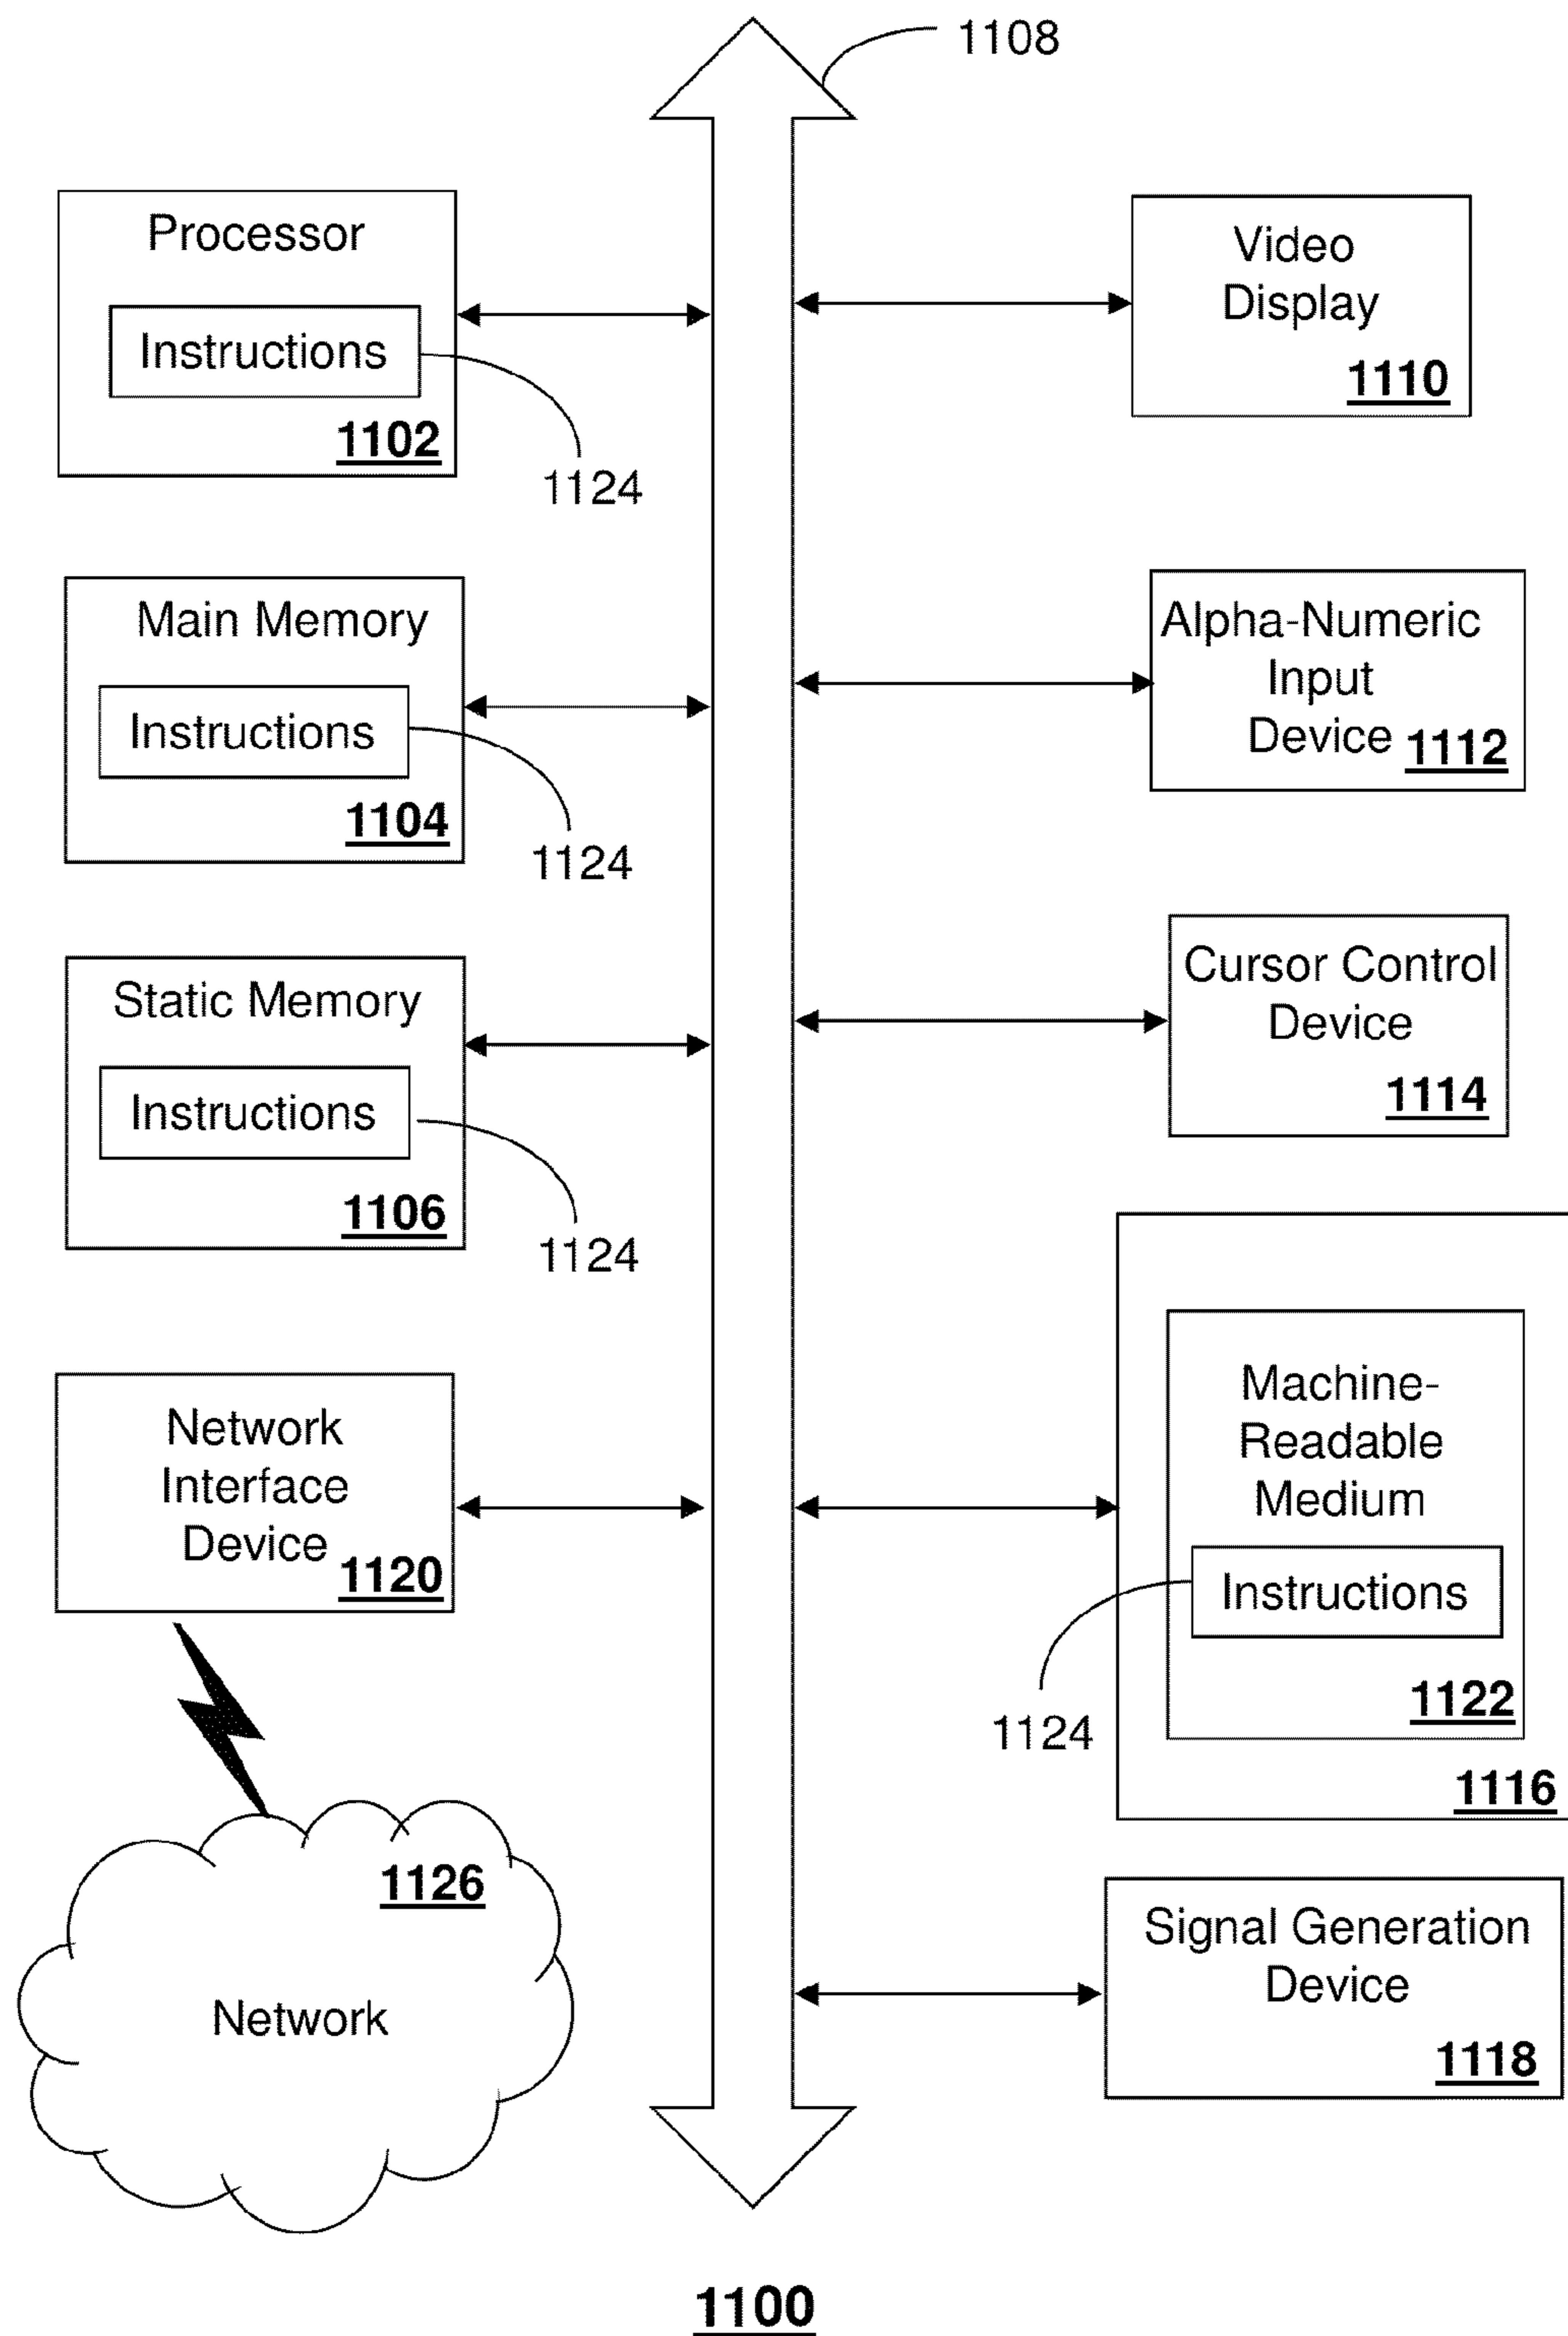 1108
Processor
Instructions
1102
1124
Main Memory
Instructions
1104
1124
Static Memory
Instructions
1106
1124
Network
Interface
Device
1120
1126
Network
Video
Display
1110
Alpha-Numeric
Input
Device 1112
Cursor Control
Device
1114
Machine-
Readable
Medium
Instructions
1124
1122
1116
Signal Generation
Device
1118
1100